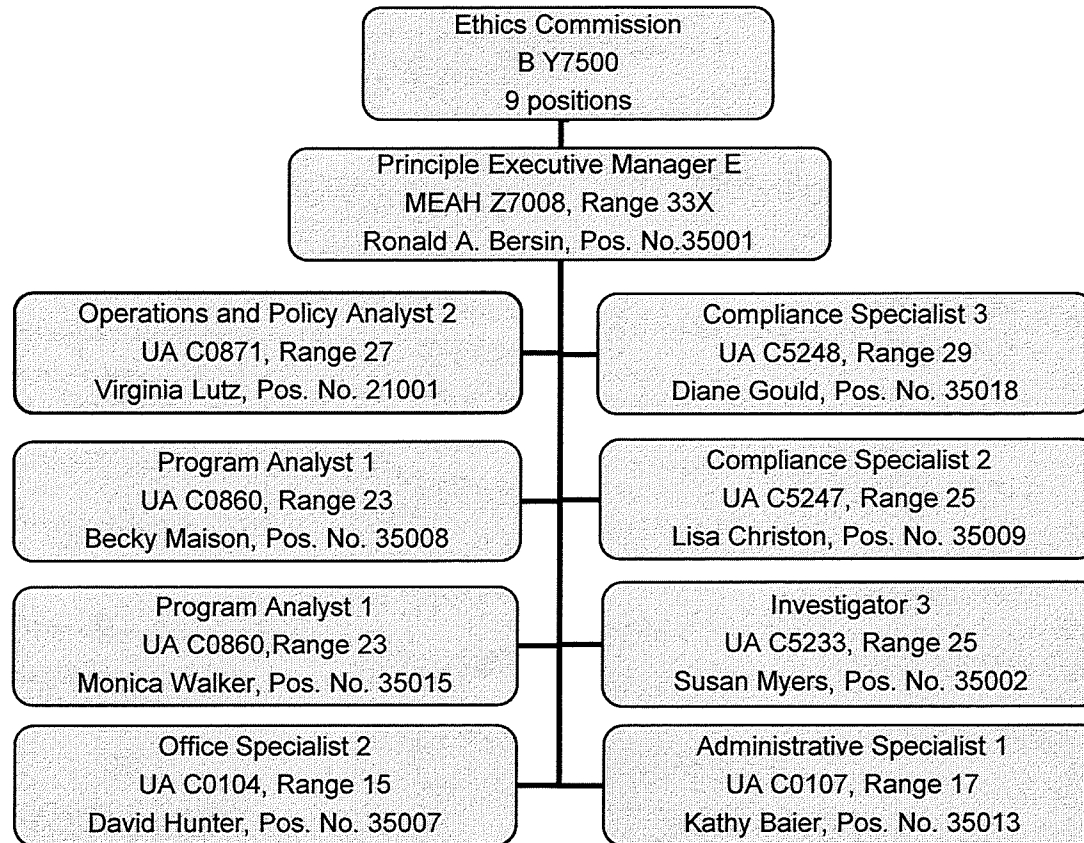 Ethics Commission
B Y7500
9 positions
Principle Executive Manager E
MEAH Z7008, Range 33X
Ronald A. Bersin, Pos. No.35001
Operations and Policy Analyst 2
UA C0871, Range 27
Virginia Lutz, Pos. No. 21001
Compliance Specialist 3
UA C5248, Range 29
Diane Gould, Pos. No. 35018
Program Analyst 1
UA C0860, Range 23
Becky Maison, Pos. No. 35008
Compliance Specialist 2
UA C5247, Range 25
Lisa Christon, Pos. No. 35009
Program Analyst 1
UA C0860,Range 23
Monica Walker, Pos. No. 35015
Investigator 3
UA C5233, Range 25
Susan Myers, Pos. No. 35002
Office Specialist 2
UA C0104, Range 15
David Hunter, Pos. No. 35007
Administrative Specialist 1
UA C0107, Range 17
Kathy Baier, Pos. No. 35013